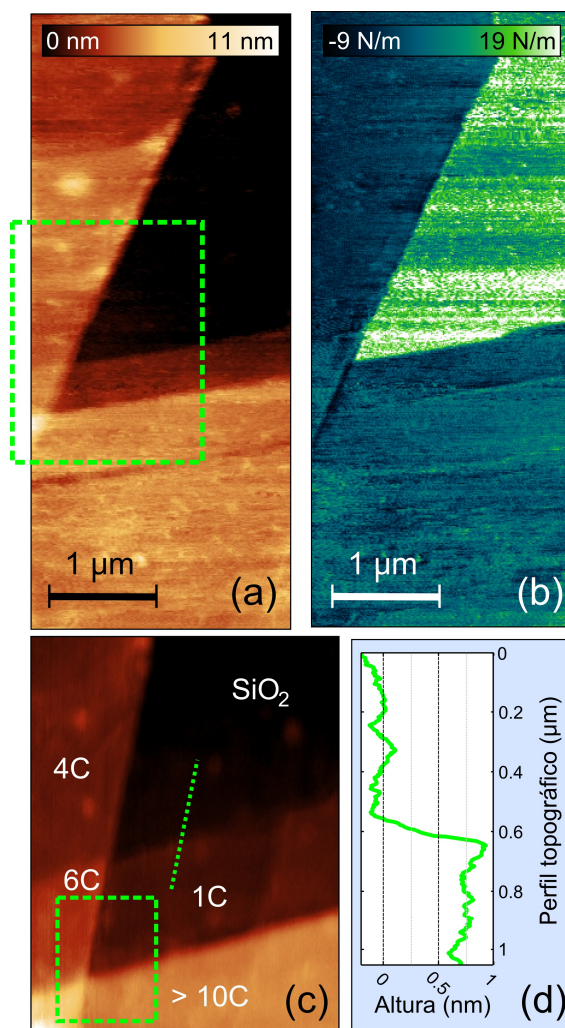 0 nm 11 nm
-9 N/m 19 N/m
1 µm
(a)
1 µm
(b)
SiO2
4C
6C
1C
> 10C
(c)
0
0.2
0.4
0.6
0.8
1
Perfil topográfico (µm)
0 0.5 1
Altura (nm)
(d)